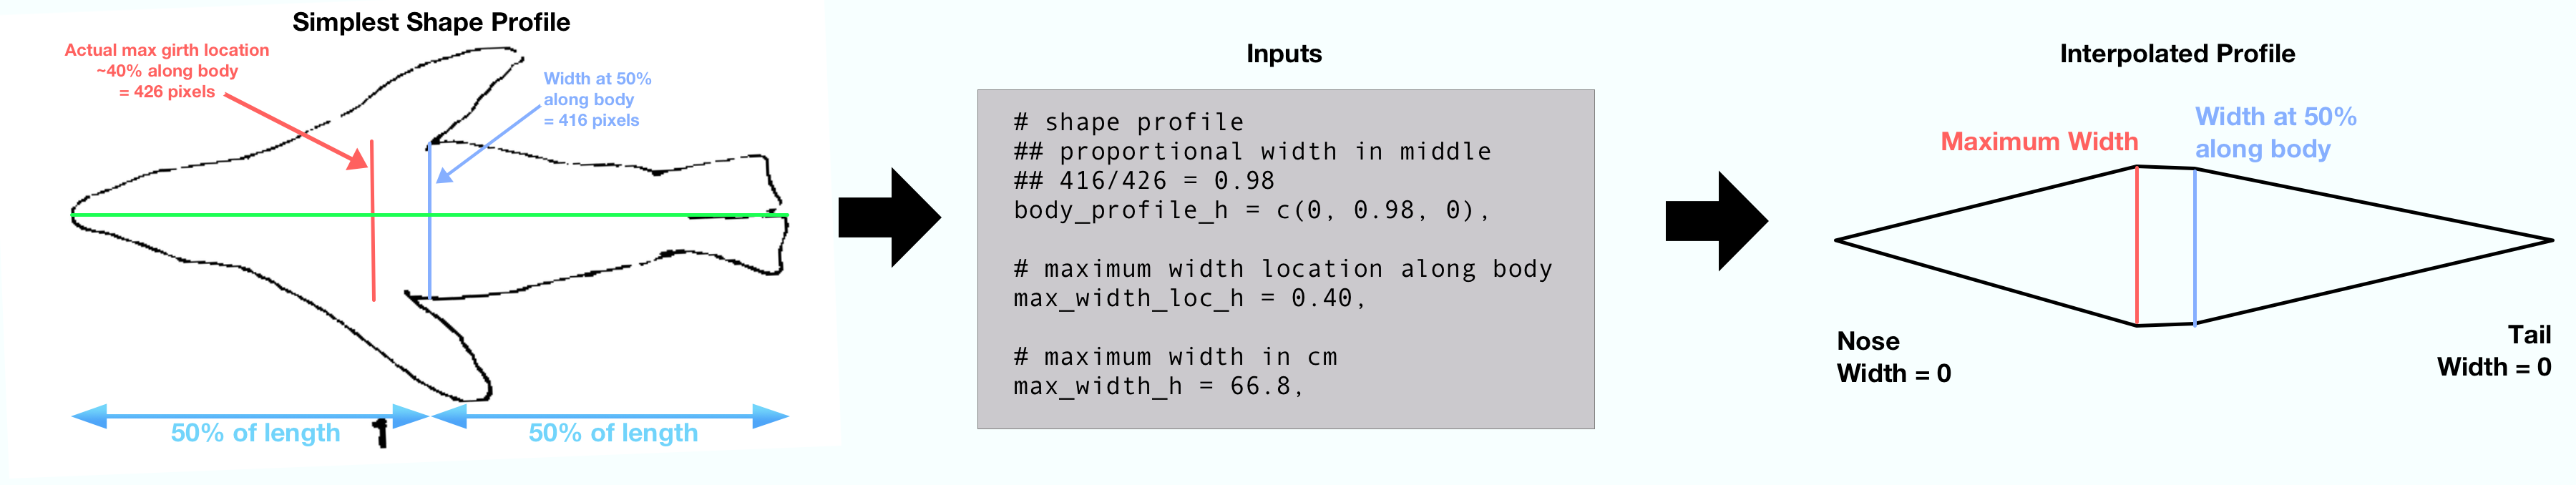 Simplest Shape Profile
Actual max girth location
~40% along body
= 426 pixels
Width at 50%
along body
= 416 pixels
50% of length
50% of length
1
Inputs
# shape profile
## proportional width in middle
## 416/426 = 0.98
body_profile_h = c(0, 0.98, 0),
# maximum width location along body
max_width_loc_h = 0.40,
# maximum width in cm
max_width_h = 66.8,
Interpolated Profile
Maximum Width
Width at 50%
along body
Nose
Width = 0
Tail
Width = 0